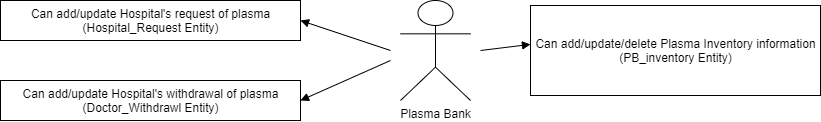 Can add/update Hospital's request of plasma
(Hospital_Request Entity)
Can add/update/delete Plasma Inventory information
(PB_inventory Entity)
Can add/update Hospital's withdrawal of plasma
(Doctor_Withdrawl Entity)
Plasma Bank